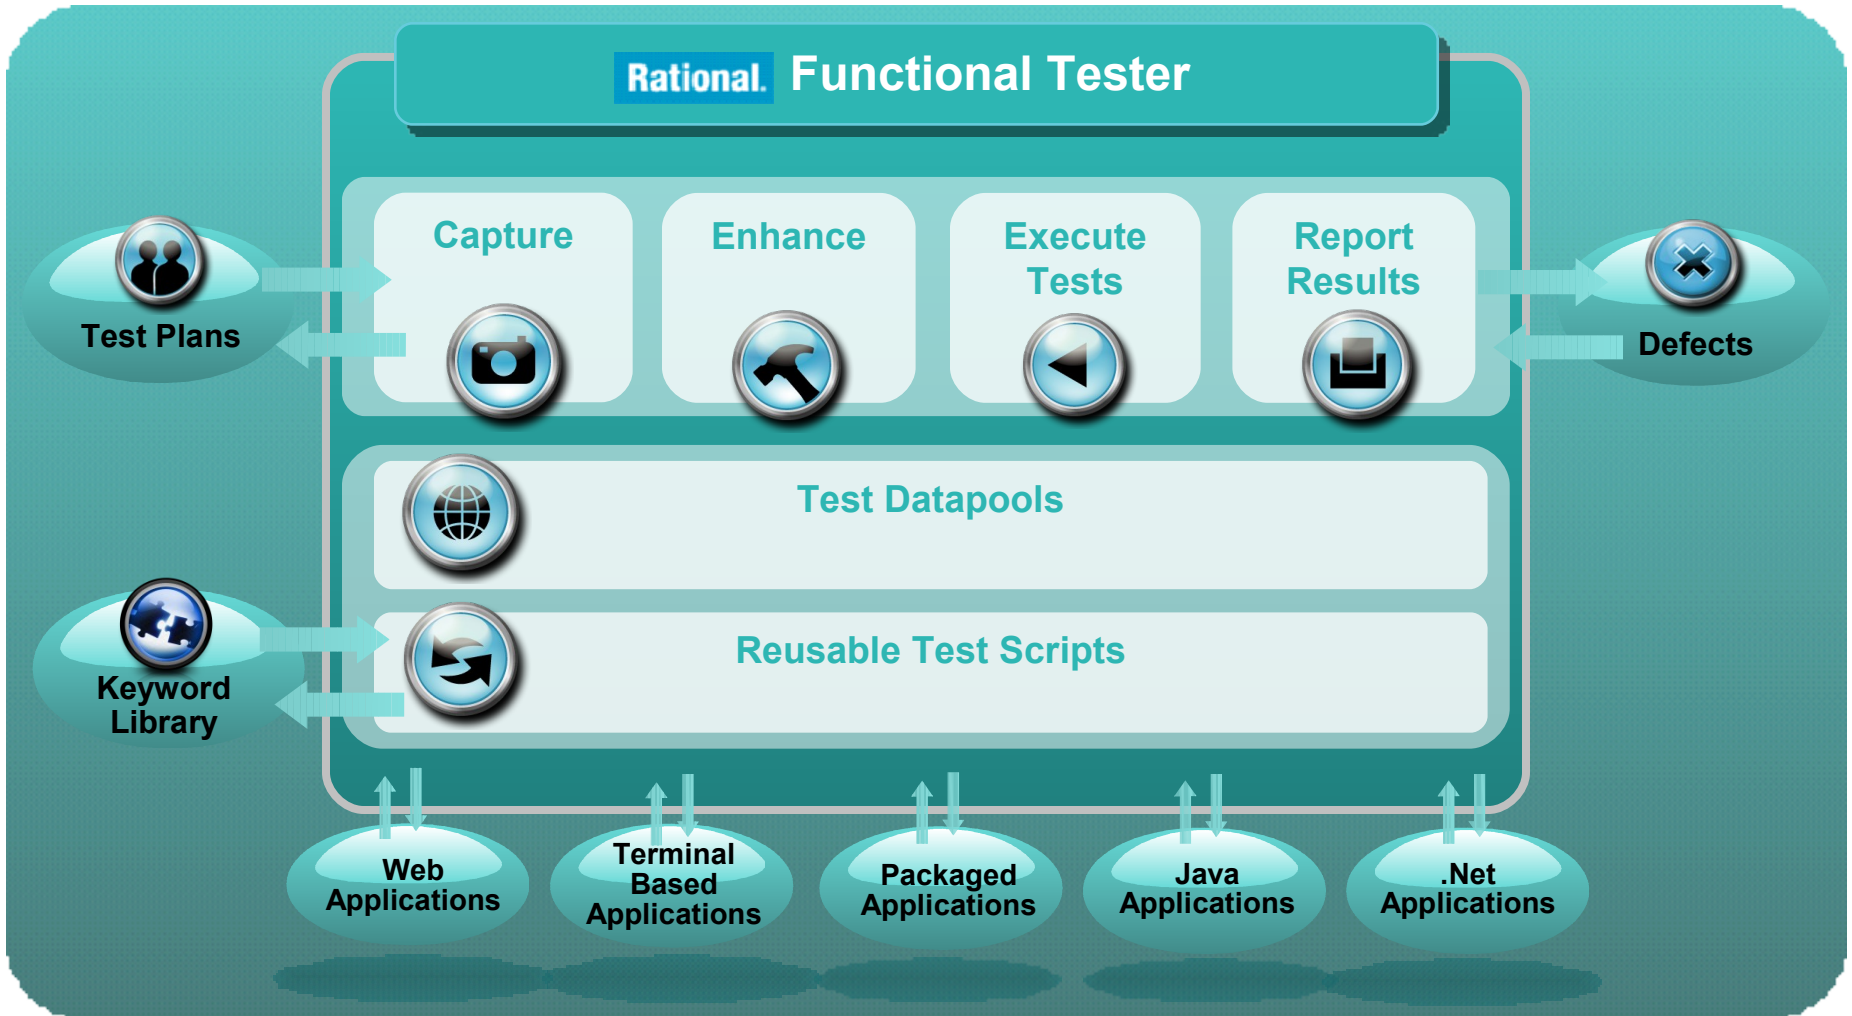 Rational. Functional Tester
Capture
Enhance
Execute
Tests
Report
Results
Test Plans
Defects
Test Datapools
Reusable Test Scripts
Keyword
Library
Web
Applications
Terminal
Based
Applications
Packaged
Applications
Java
Applications
.Net
Applications